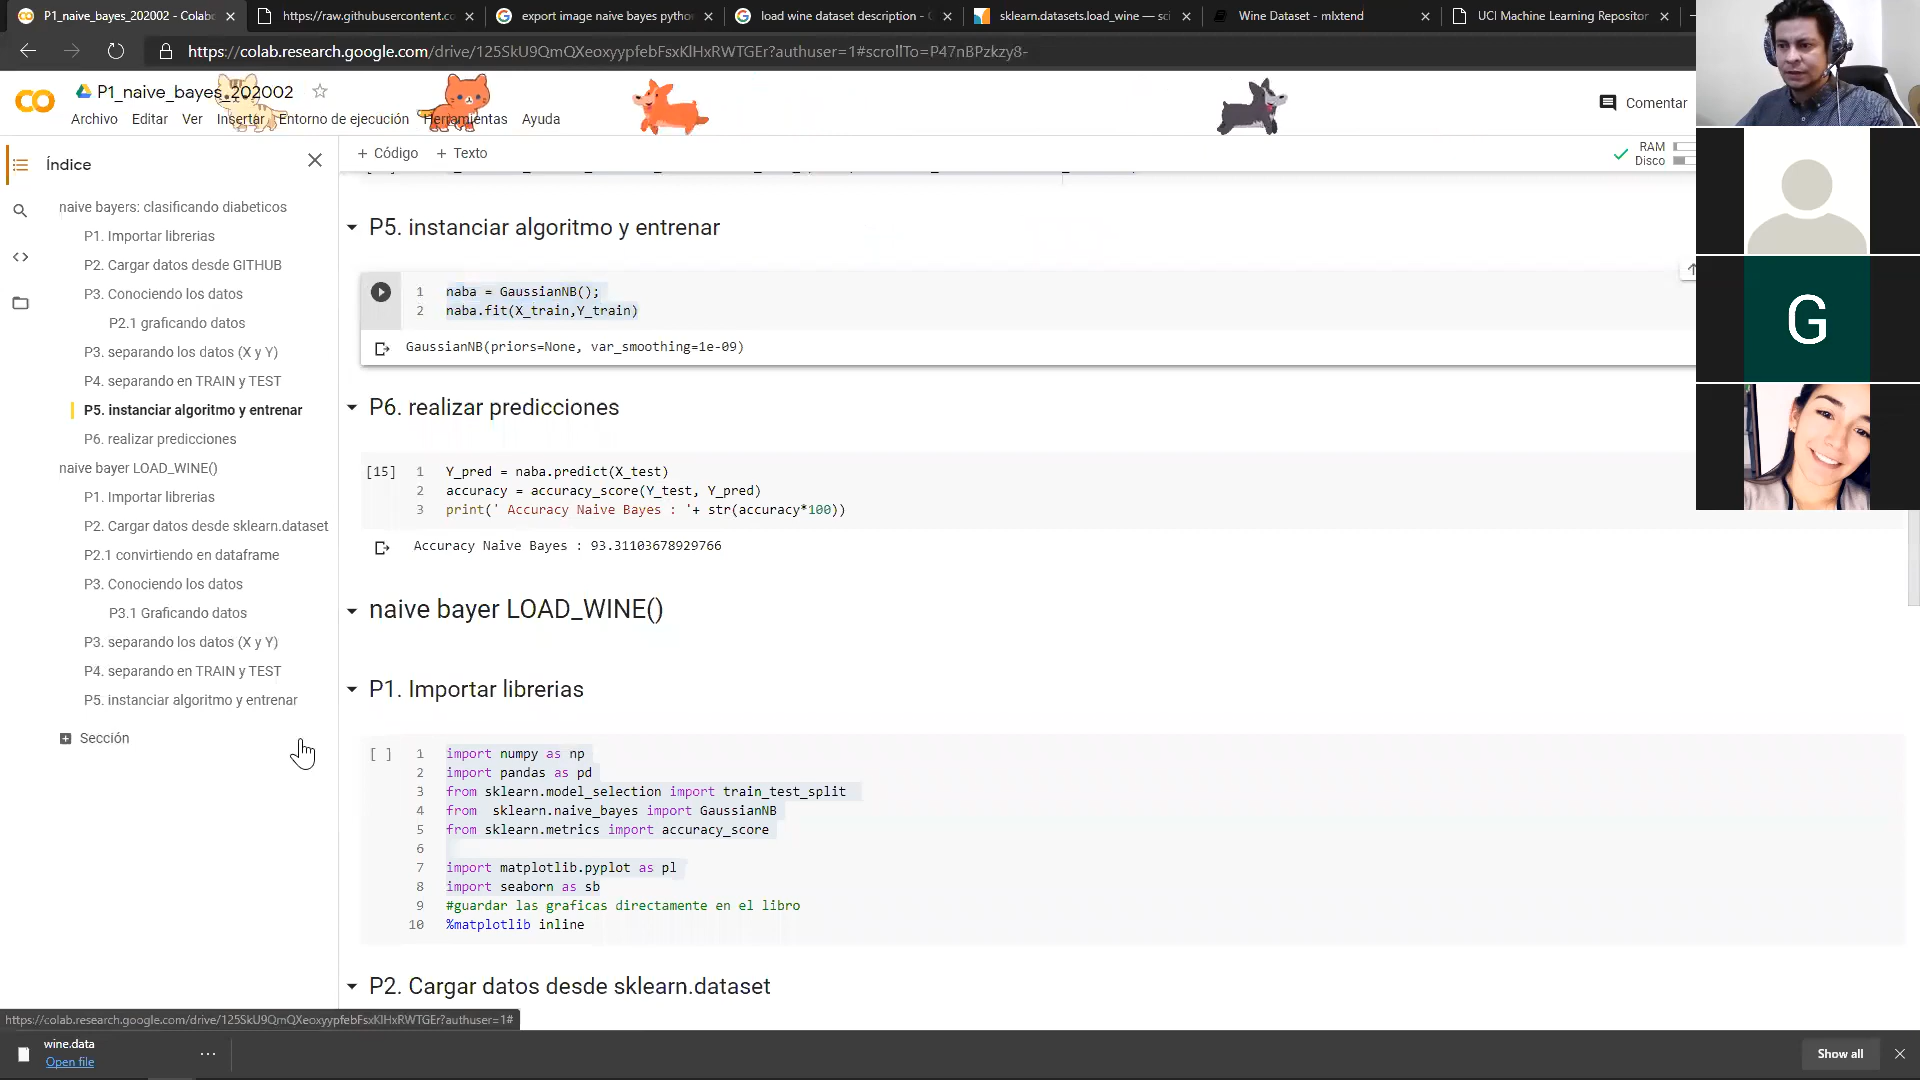 P1_naive_bayes_202002 - Colab
https://raw.githubusercontent.co
export image naive bayes python
load wine dataset description - G
sklearn.datasets.load_wine — sci
Wine Dataset - mlxtend
UCI Machine Learning Repositor
https://colab.research.google.com/drive/125SkU9QmQXeoxyypfebFsxKlHxRWTGEr?authuser=1#scrollTo=P47nBPzkzy8-
CO
P1_naive_bayes_202002
Archivo Editar Ver Insertar Entorno de ejecución Herramientas Ayuda
Comentar
Índice
+ Código + Texto
RAM
Disco
naive bayers: clasificando diabeticos
P1. Importar librerias
P2. Cargar datos desde GITHUB
P3. Conociendo los datos
P2.1 graficando datos
P3. separando los datos (X y Y)
P4. separando en TRAIN y TEST
P5. instanciar algoritmo y entrenar
P6. realizar predicciones
naive bayer LOAD_WINE()
P1. Importar librerias
P2. Cargar datos desde sklearn.dataset
P2.1 convirtiendo en dataframe
P3. Conociendo los datos
P3.1 Graficando datos
P3. separando los datos (X y Y)
P4. separando en TRAIN y TEST
P5. instanciar algoritmo y entrenar
Sección
P5. instanciar algoritmo y entrenar
1 naba = GaussianNB();
2 naba.fit(X_train,Y_train)
GaussianNB(priors=None, var_smoothing=1e-09)
P6. realizar predicciones
[15] 1 Y_pred = naba.predict(X_test)
2 accuracy = accuracy_score(Y_test, Y_pred)
3 print(' Accuracy Naive Bayes : '+ str(accuracy*100))
Accuracy Naive Bayes : 93.31103678929766
naive bayer LOAD_WINE()
P1. Importar librerias
[ ] 1 import numpy as np
2 import pandas as pd
3 from sklearn.model_selection import train_test_split
4 from sklearn.naive_bayes import GaussianNB
5 from sklearn.metrics import accuracy_score
6
7 import matplotlib.pyplot as pl
8 import seaborn as sb
9 #guardar las graficas directamente en el libro
10 %matplotlib inline
P2. Cargar datos desde sklearn.dataset
G
https://colab.research.google.com/drive/125SkU9QmQXeoxyypfebFsxKlHxRWTGEr?authuser=1#
wine.data
Open file
Show all